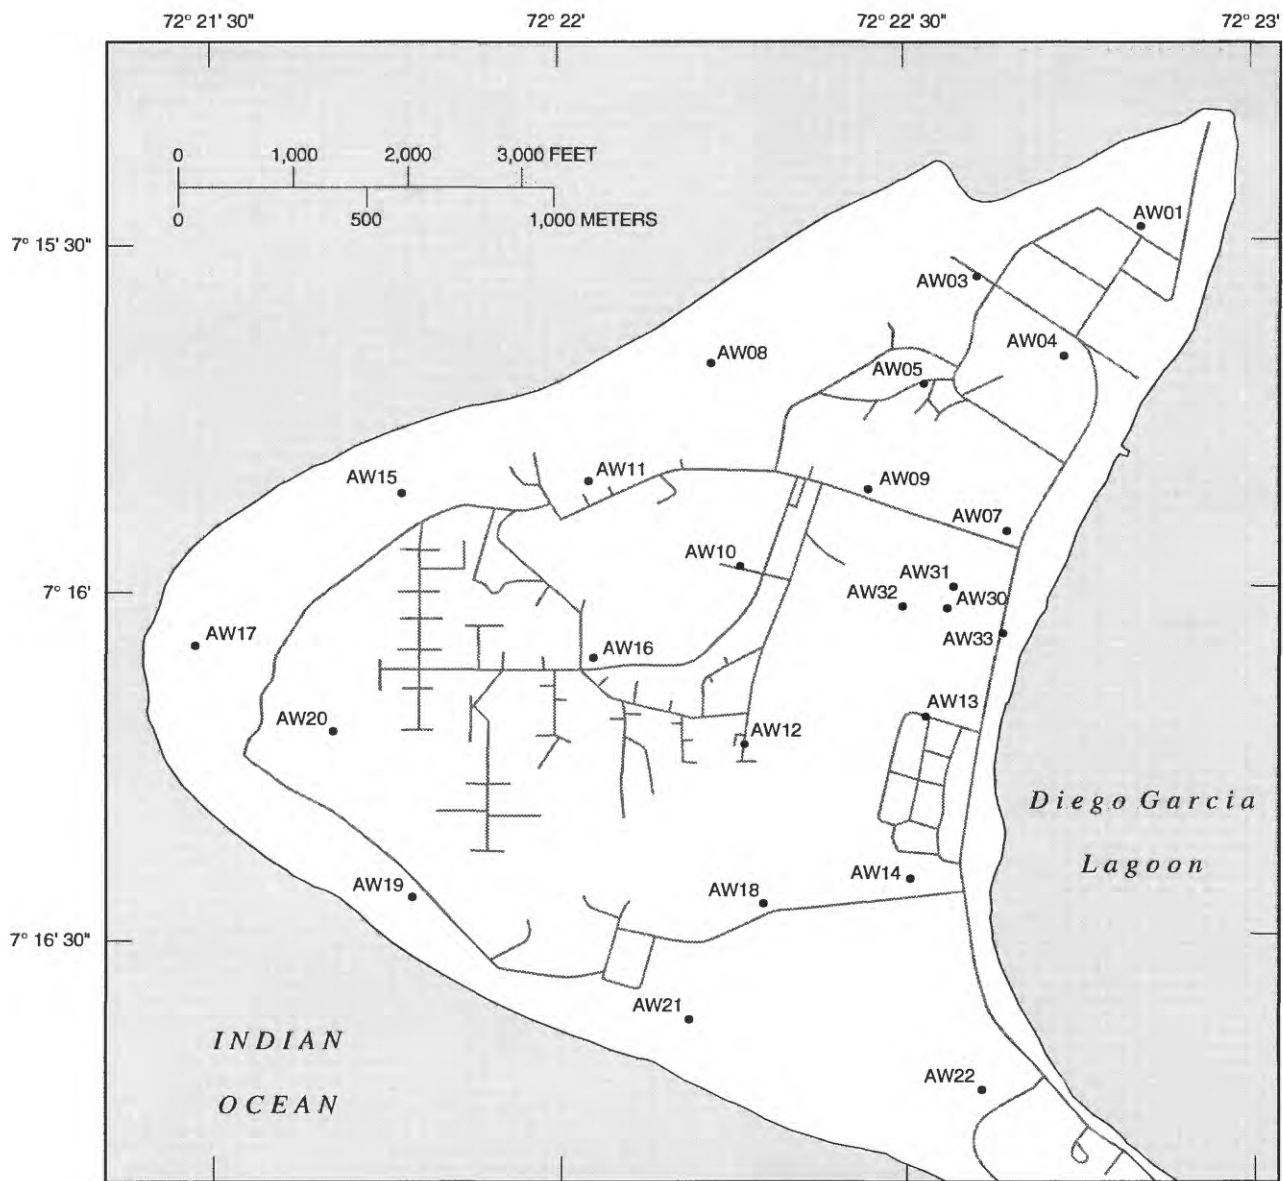 72° 21' 30"
72° 22'
72° 22' 30"
72° 23'
0
1,000
2,000
3,000 FEET
0
500
1,000 METERS
7° 15' 30"
7° 16'
7° 16' 30"
AW01
AW03
AW04
AW08
AW05
AW15
AW11
AW09
AW07
AW10
AW31
AW32
AW30
AW17
AW16
AW33
AW20
AW13
AW12
Diego Garcia
Lagoon
AW19
AW18
AW14
AW21
INDIAN
OCEAN
AW22